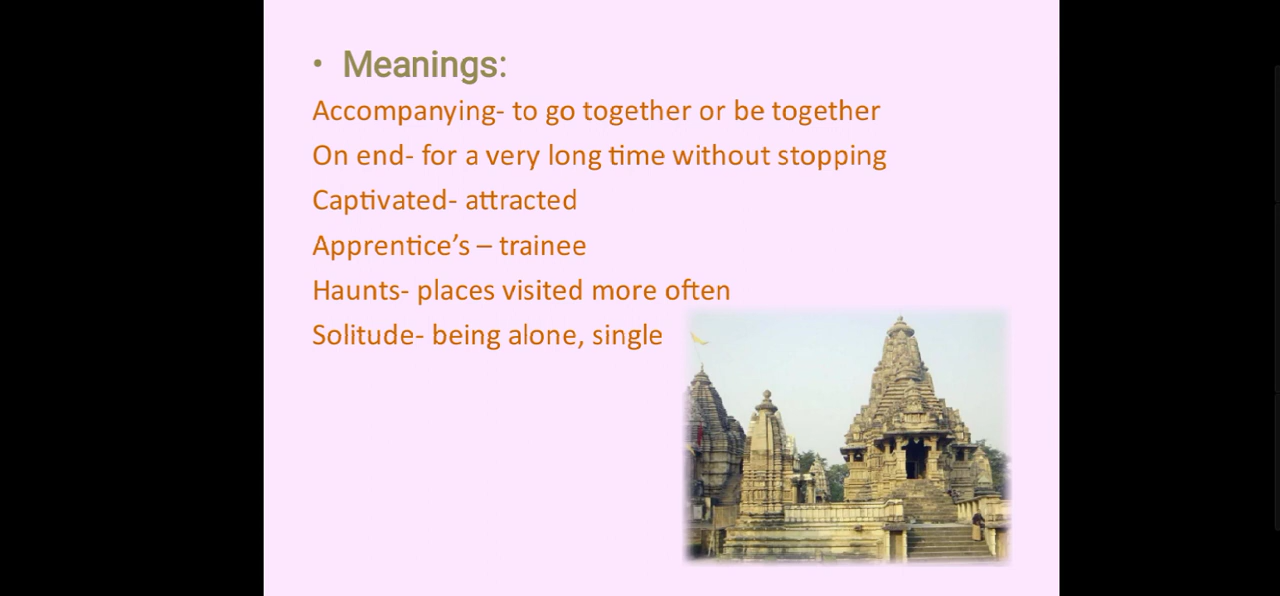 • Meanings:
Accompanying- to go together or be together
On end- for a very long time without stopping
Captivated- attracted
Apprentice’s – trainee
Haunts- places visited more often
Solitude- being alone, single